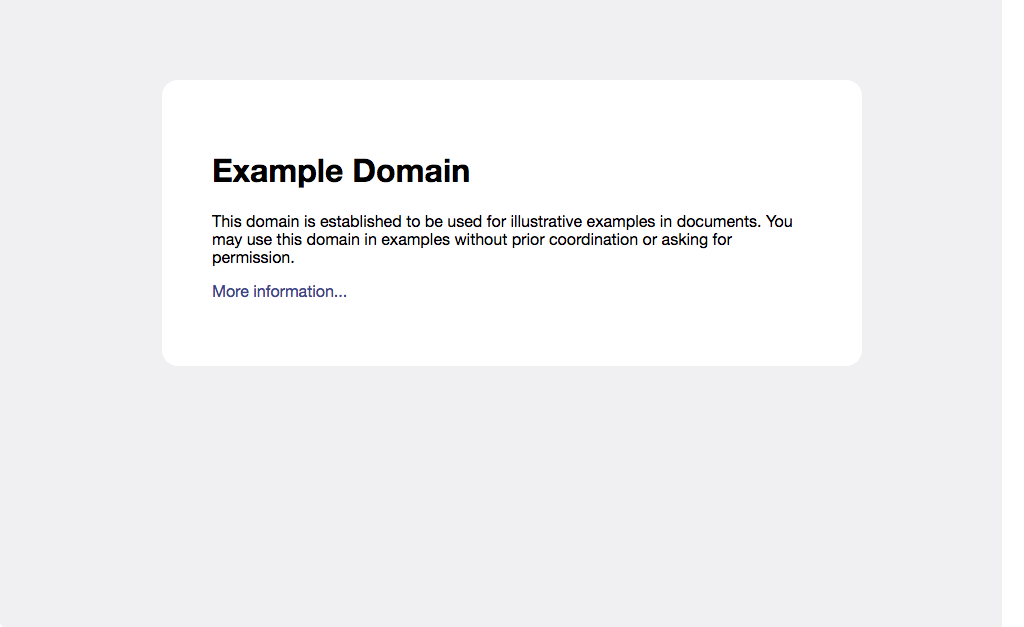 Example Domain
This domain is established to be used for illustrative examples in documents. You
may use this domain in examples without prior coordination or asking for
permission.
More information...